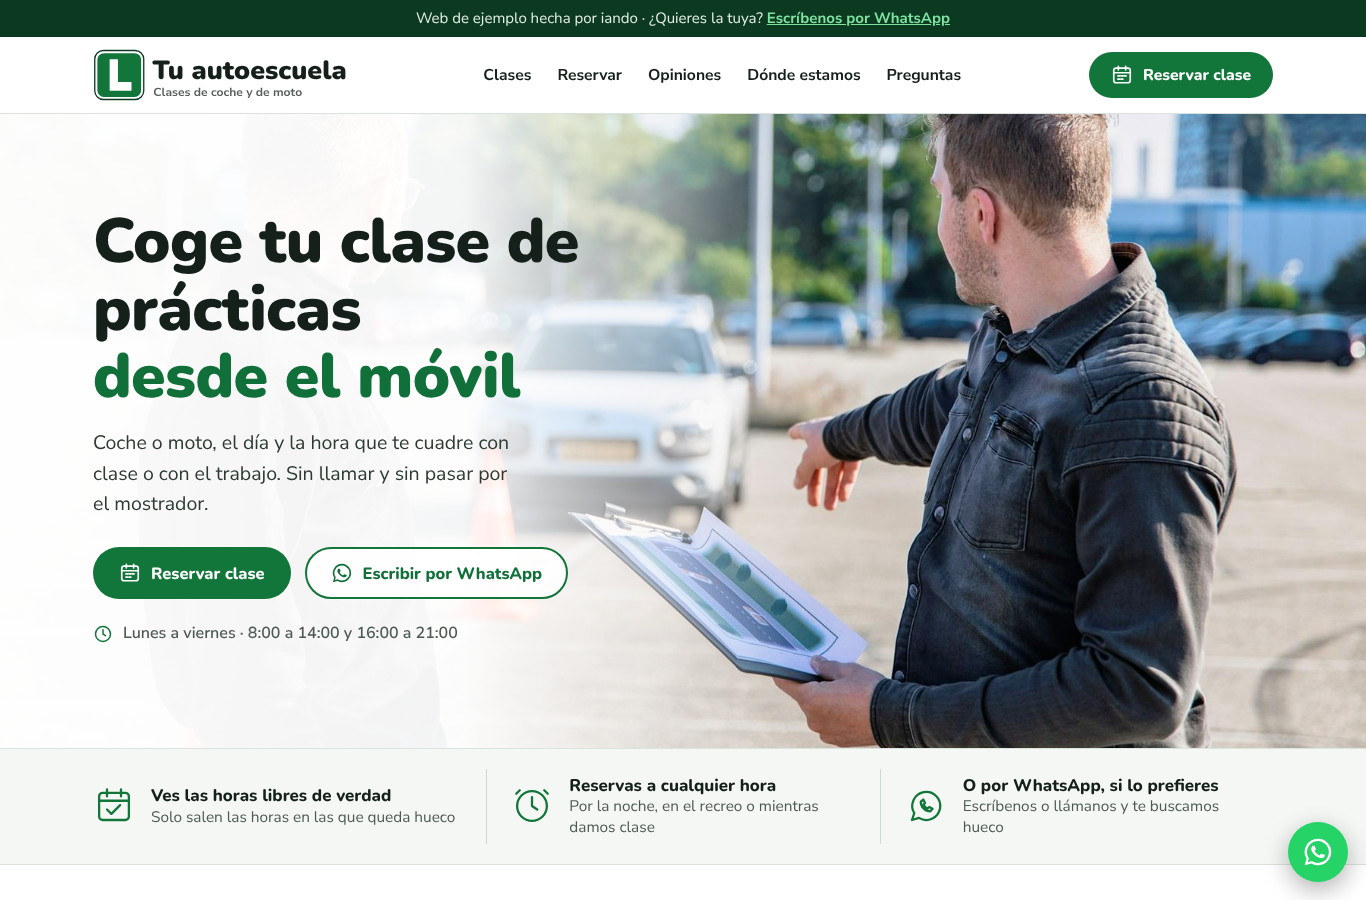 Web de ejemplo hecha por iando · ¿Quieres la tuya? Escríbenos por WhatsApp
L
Tu autoescuela
Clases de coche y de moto
Clases
Reservar
Opiniones
Dónde estamos
Preguntas
Reservar clase
Coge tu clase de
prácticas
desde el móvil
Coche o moto, el día y la hora que te cuadre con
clase o con el trabajo. Sin llamar y sin pasar por
el mostrador.
Reservar clase
Escribir por WhatsApp
Lunes a viernes · 8:00 a 14:00 y 16:00 a 21:00
Ves las horas libres de verdad
Solo salen las horas en las que queda hueco
Reservas a cualquier hora
Por la noche, en el recreo o mientras
damos clase
O por WhatsApp, si lo prefieres
Escríbenos o llámanos y te buscamos
hueco